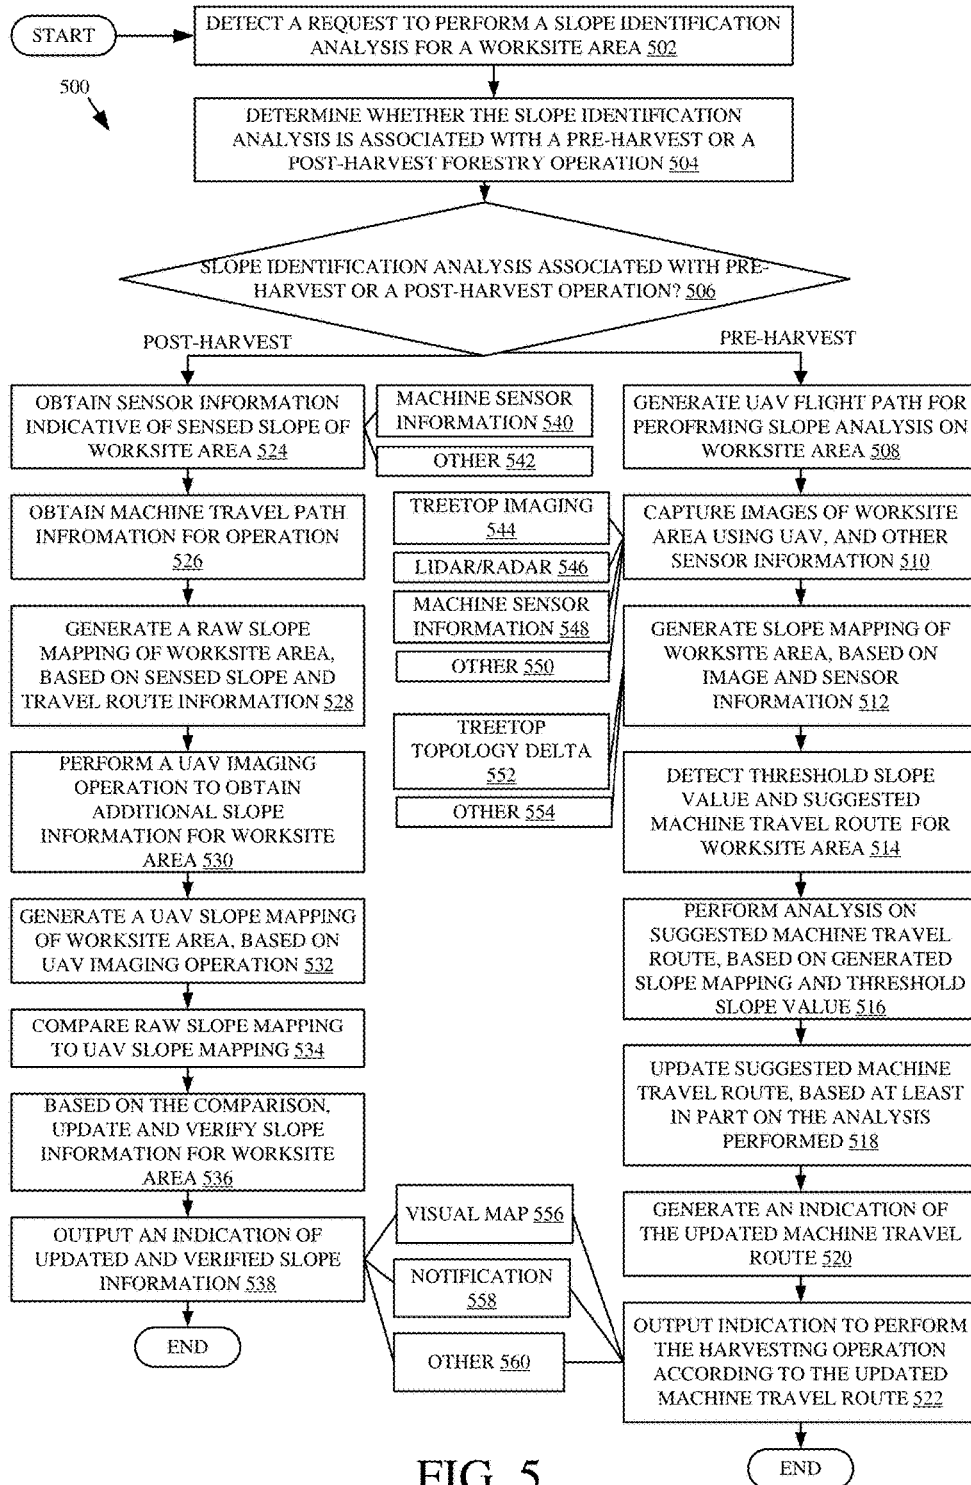 START
DETECT A REQUEST TO PERFORM A SLOPE IDENTIFICATION
ANALYSIS FOR A WORKSITE AREA 502
500
DETERMINE WHETHER THE SLOPE IDENTIFICATION
ANALYSIS IS ASSOCIATED WITH A PRE-HARVEST OR A
POST-HARVEST FORESTRY OPERATION 504
SLOPE IDENTIFICATION ANALYSIS ASSOCIATED WITH PRE-
HARVEST OR A POST-HARVEST OPERATION? 506
POST-HARVEST
PRE-HARVEST
OBTAIN SENSOR INFORMATION
INDICATIVE OF SENSED SLOPE OF
WORKSITE AREA 524
MACHINE SENSOR
INFORMATION 540
OTHER 542
OBTAIN MACHINE TRAVEL PATH
INFROMATION FOR OPERATION
526
GENERATE A RAW SLOPE
MAPPING OF WORKSITE AREA,
BASED ON SENSED SLOPE AND
TRAVEL ROUTE INFORMATION 528
PERFORM A UAV IMAGING
OPERATION TO OBTAIN
ADDITIONAL SLOPE
INFORMATION FOR WORKSITE
AREA 530
GENERATE A UAV SLOPE MAPPING
OF WORKSITE AREA, BASED ON
UAV IMAGING OPERATION 532
COMPARE RAW SLOPE MAPPING
TO UAV SLOPE MAPPING 534
BASED ON THE COMPARISON,
UPDATE AND VERIFY SLOPE
INFORMATION FOR WORKSITE
AREA 536
OUTPUT AN INDICATION OF
UPDATED AND VERIFIED SLOPE
INFORMATION 538
END
GENERATE UAV FLIGHT PATH FOR
PEROFRMING SLOPE ANALYSIS ON
WORKSITE AREA 508
TREETOP IMAGING
544
LIDAR/RADAR 546
MACHINE SENSOR
INFORMATION 548
OTHER 550
CAPTURE IMAGES OF WORKSITE
AREA USING UAV, AND OTHER
SENSOR INFORMATION 510
GENERATE SLOPE MAPPING OF
WORKSITE AREA, BASED ON
IMAGE AND SENSOR
INFORMATION 512
TREETOP
TOPOLOGY DELTA
552
OTHER 554
DETECT THRESHOLD SLOPE
VALUE AND SUGGESTED
MACHINE TRAVEL ROUTE FOR
WORKSITE AREA 514
PERFORM ANALYSIS ON
SUGGESTED MACHINE TRAVEL
ROUTE, BASED ON GENERATED
SLOPE MAPPING AND THRESHOLD
SLOPE VALUE 516
UPDATE SUGGESTED MACHINE
TRAVEL ROUTE, BASED AT LEAST
IN PART ON THE ANALYSIS
PERFORMED 518
GENERATE AN INDICATION OF
THE UPDATED MACHINE TRAVEL
ROUTE 520
VISUAL MAP 556
NOTIFICATION
558
OTHER 560
OUTPUT INDICATION TO PERFORM
THE HARVESTING OPERATION
ACCORDING TO THE UPDATED
MACHINE TRAVEL ROUTE 522
END
FIG. 5